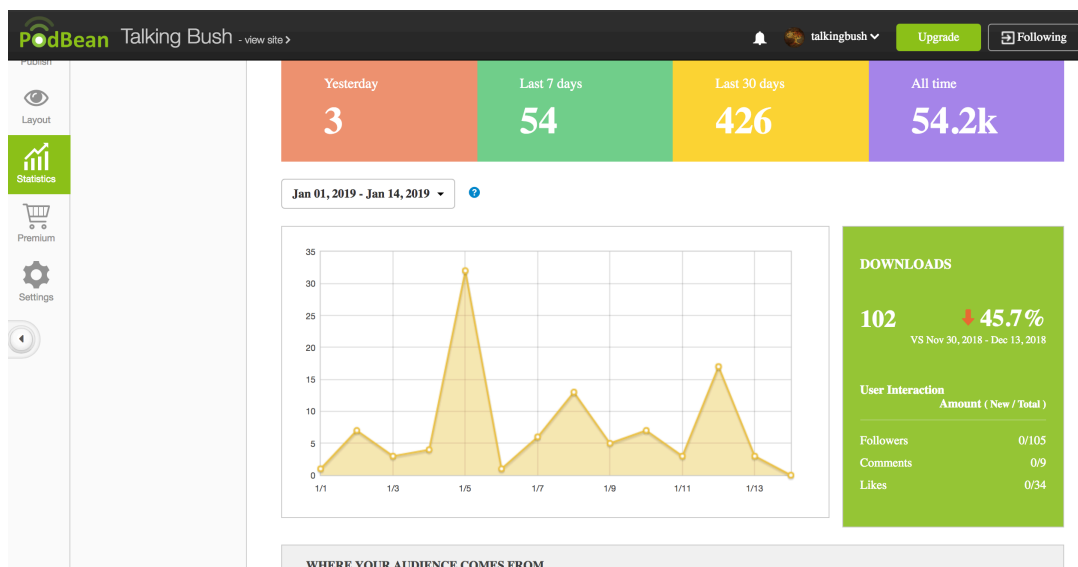 PodBean Talking Bush - view site >
talkingbush Upgrade Following
Publish
Layout
Statistics
Premium
Settings
Yesterday Last 7 days Last 30 days All time
3 54 426 54.2k
Jan 01, 2019 - Jan 14, 2019 ?
35
30
25
20
15
10
5
0
1/1 1/3 1/5 1/7 1/9 1/11 1/13
DOWNLOADS
102 45.7%
VS Nov 30, 2018 - Dec 13, 2018
User Interaction
Amount ( New / Total )
Followers 0/105
Comments 0/9
Likes 0/34
WHERE YOUR AUDIENCE COMES FROM